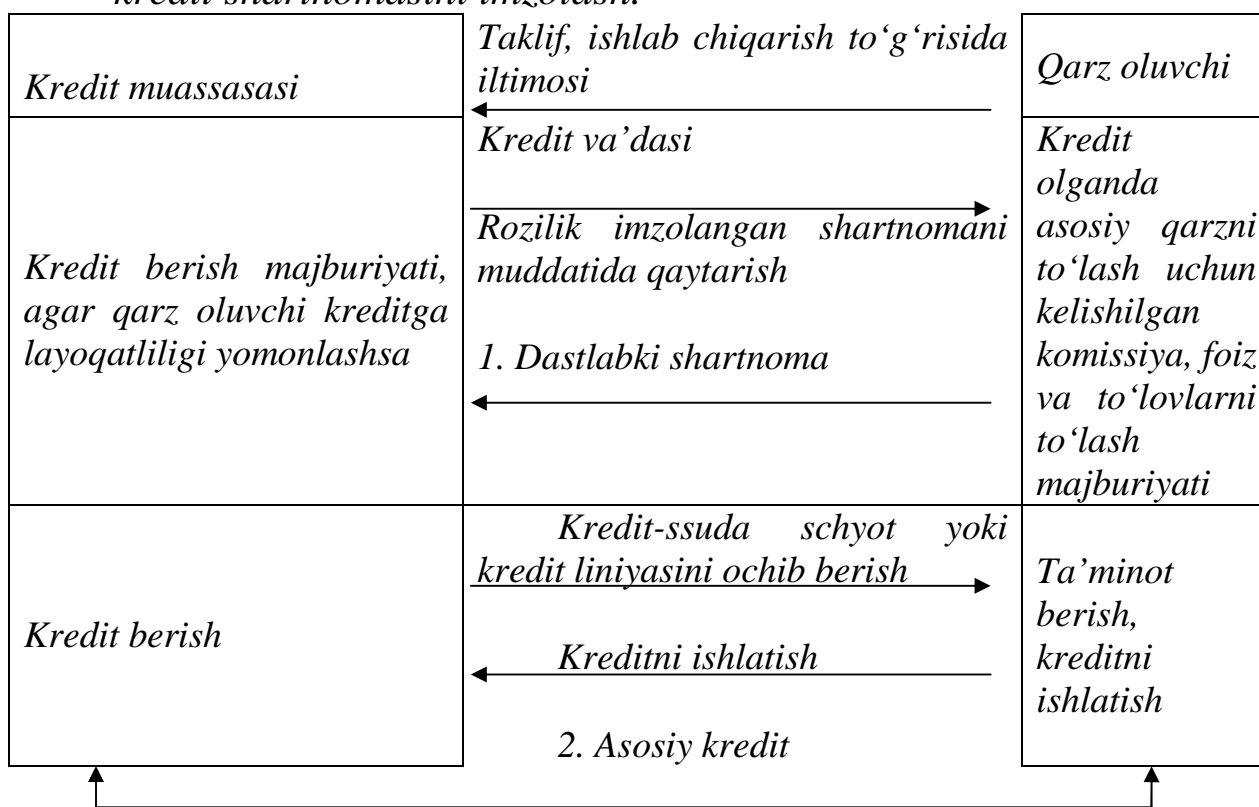 kredit shartnomasini imzolash.
Kredit muassasasi
Taklif, ishlab chiqarish to‘g‘risida
iltimosi
Qarz oluvchi
Kredit berish majburiyati,
agar qarz oluvchi kreditga
layoqatliligi yomonlashsa
Kredit va’dasi
Rozilik imzolangan shartnomani
muddatida qaytarish
1. Dastlabki shartnoma
Kredit
olganda
asosiy qarzni
to‘lash uchun
kelishilgan
komissiya, foiz
va to‘lovlarni
to‘lash
majburiyati
Kredit berish
Kredit-ssuda schyot yoki
kredit liniyasini ochib berish
Kreditni ishlatish
2. Asosiy kredit
Ta’minot
berish,
kreditni
ishlatish